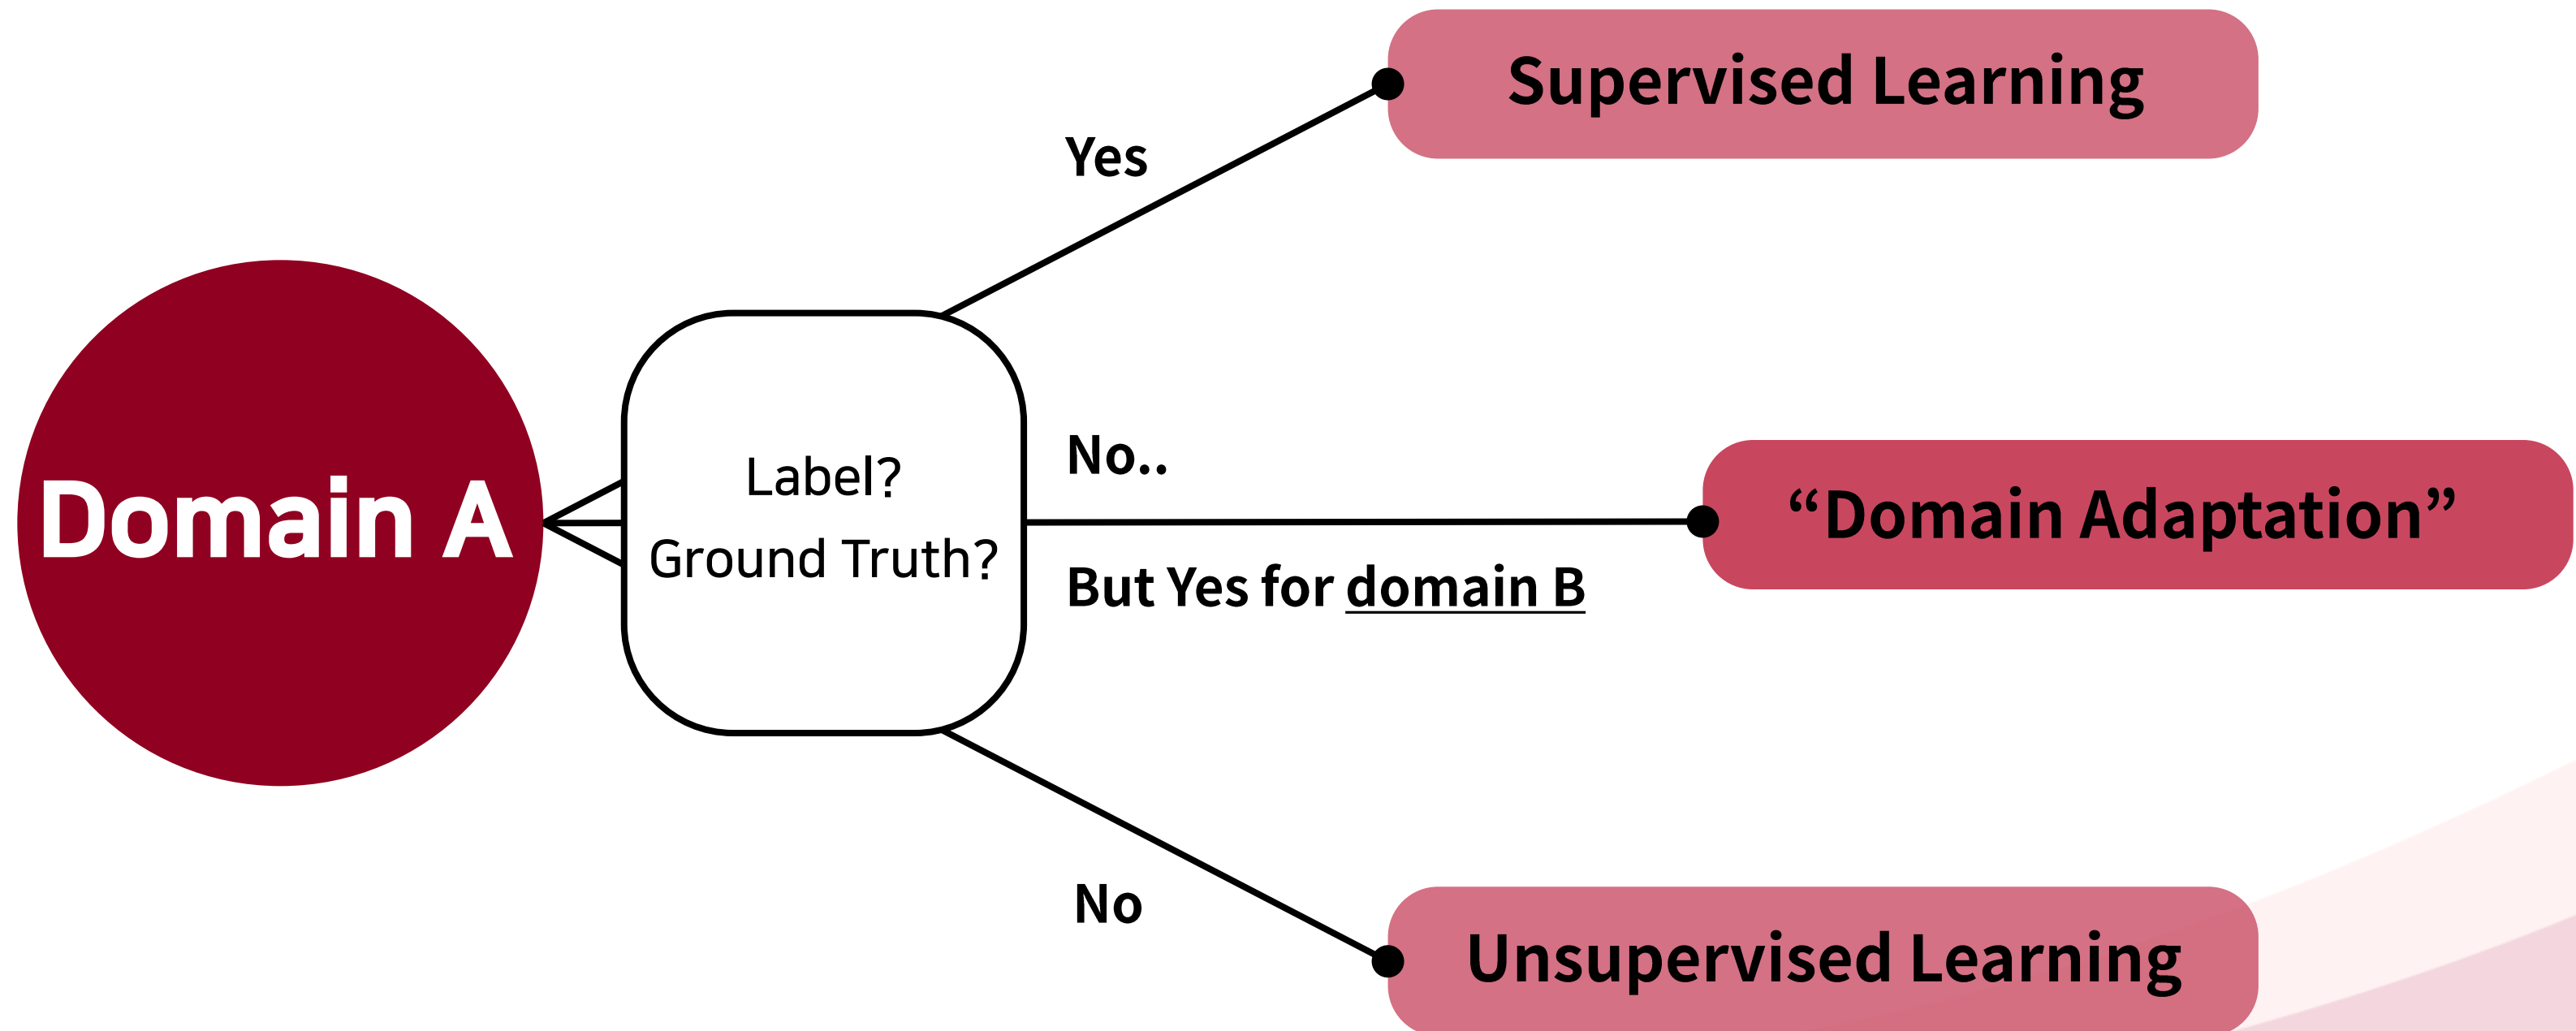 Supervised Learning
Yes
Domain A
Label?
Ground Truth?
No..
But Yes for domain B
“Domain Adaptation”
No
Unsupervised Learning